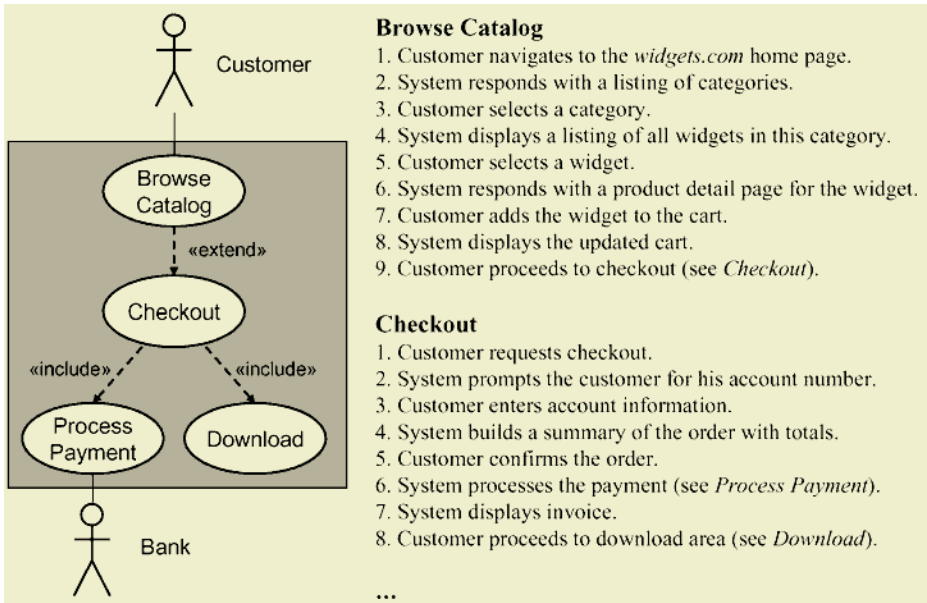 Customer
Browse
Catalog
«extend»
Checkout
«include»
«include»
Process
Payment
Download
Bank
Browse Catalog
1. Customer navigates to the widgets.com home page.
2. System responds with a listing of categories.
3. Customer selects a category.
4. System displays a listing of all widgets in this category.
5. Customer selects a widget.
6. System responds with a product detail page for the widget.
7. Customer adds the widget to the cart.
8. System displays the updated cart.
9. Customer proceeds to checkout (see Checkout).
Checkout
1. Customer requests checkout.
2. System prompts the customer for his account number.
3. Customer enters account information.
4. System builds a summary of the order with totals.
5. Customer confirms the order.
6. System processes the payment (see Process Payment).
7. System displays invoice.
8. Customer proceeds to download area (see Download).
...